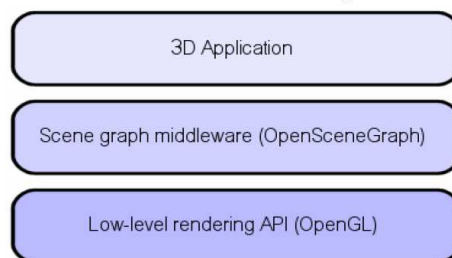 3D Application
Scene graph middleware (OpenSceneGraph)
Low-level rendering API (OpenGL)